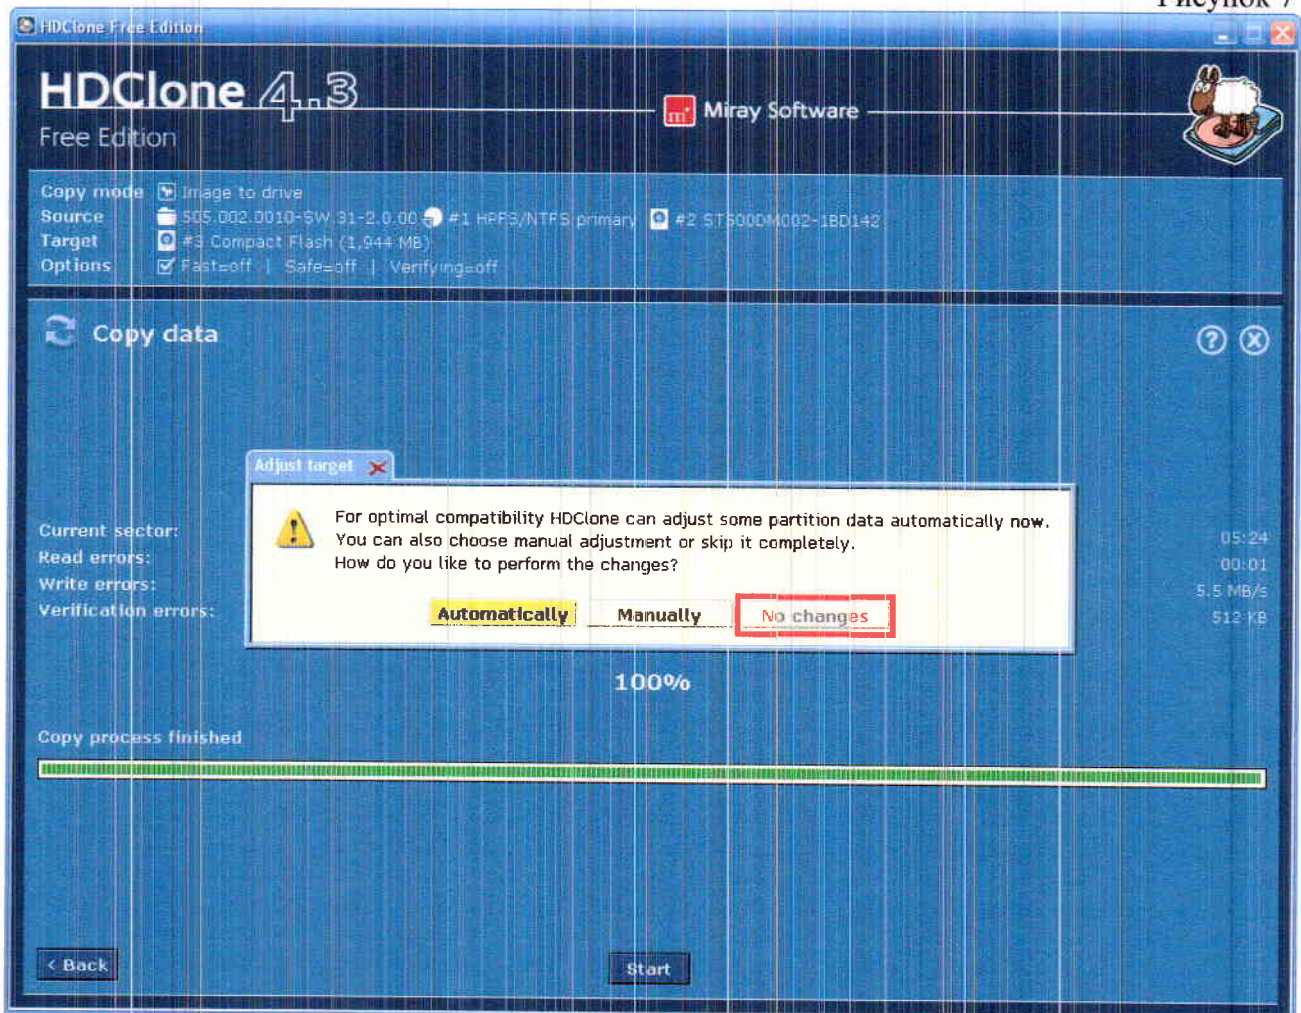 Рисунок 7
HDClone Free Edition
HDClone 4.3
Miray Software
Free Edition
Copy mode Image to drive
Source 505.002.0010-SW.31-2.0.00 #1 HPFS/NTFS primary #2 ST500DM002-1BD142
Target #3 Compact Flash (1,944 MB)
Options Fast=off | Safe=off | Verifying=off
Copy data
Adjust target
For optimal compatibility HDClone can adjust some partition data automatically now.
You can also choose manual adjustment or skip it completely.
How do you like to perform the changes?
Automatically Manually No changes
Current sector: 05:24
Read errors: 00:01
Write errors: 5.5 MB/s
Verification errors: 512 KB
100%
Copy process finished
< Back Start